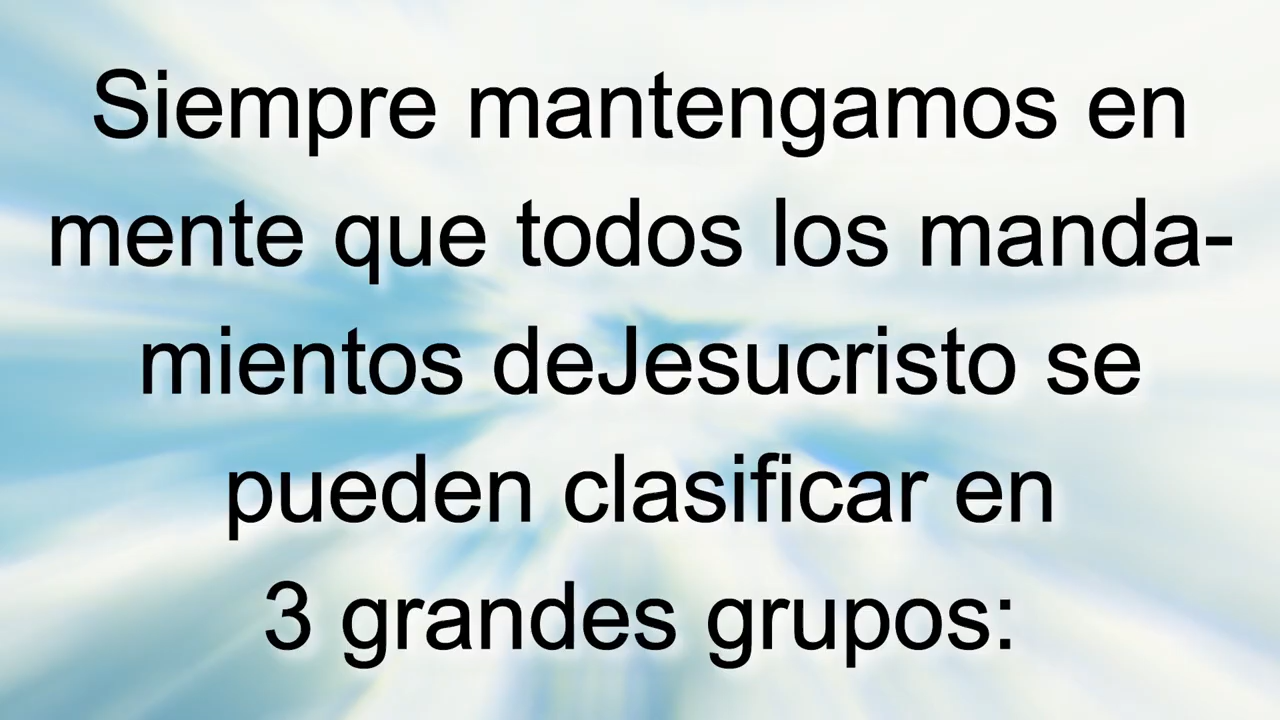 Siempre mantengamos en
mente que todos los manda-
mientos deJesucristo se
pueden clasificar en
3 grandes grupos: